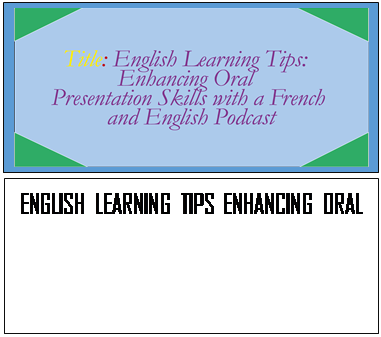 Title: English Learning Tips:
Enhancing Oral
Presentation Skills with a French
and English Podcast
ENGLISH LEARNING TIPS ENHANCING ORAL